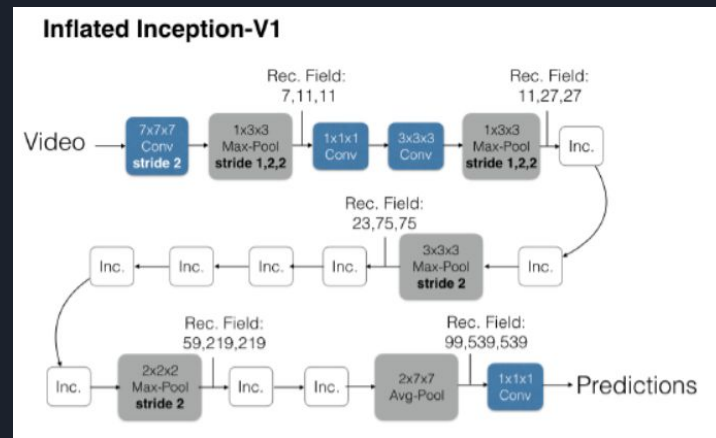 Inflated Inception-V1
Rec. Field:
7,11,11
Rec. Field:
11,27,27
Video
7x7x7
Conv
stride 2
1x3x3
Max-Pool
stride 1,2,2
1x1x1
Conv
3x3x3
Conv
1x3x3
Max-Pool
stride 1,2,2
Inc.
Rec. Field:
23,75,75
Inc.
Inc.
Inc.
Inc.
3x3x3
Max-Pool
stride 2
Inc.
Rec. Field:
59,219,219
Rec. Field:
99,539,539
Inc.
2x2x2
Max-Pool
stride 2
Inc.
Inc.
2x7x7
Avg-Pool
1x1x1
Conv
Predictions